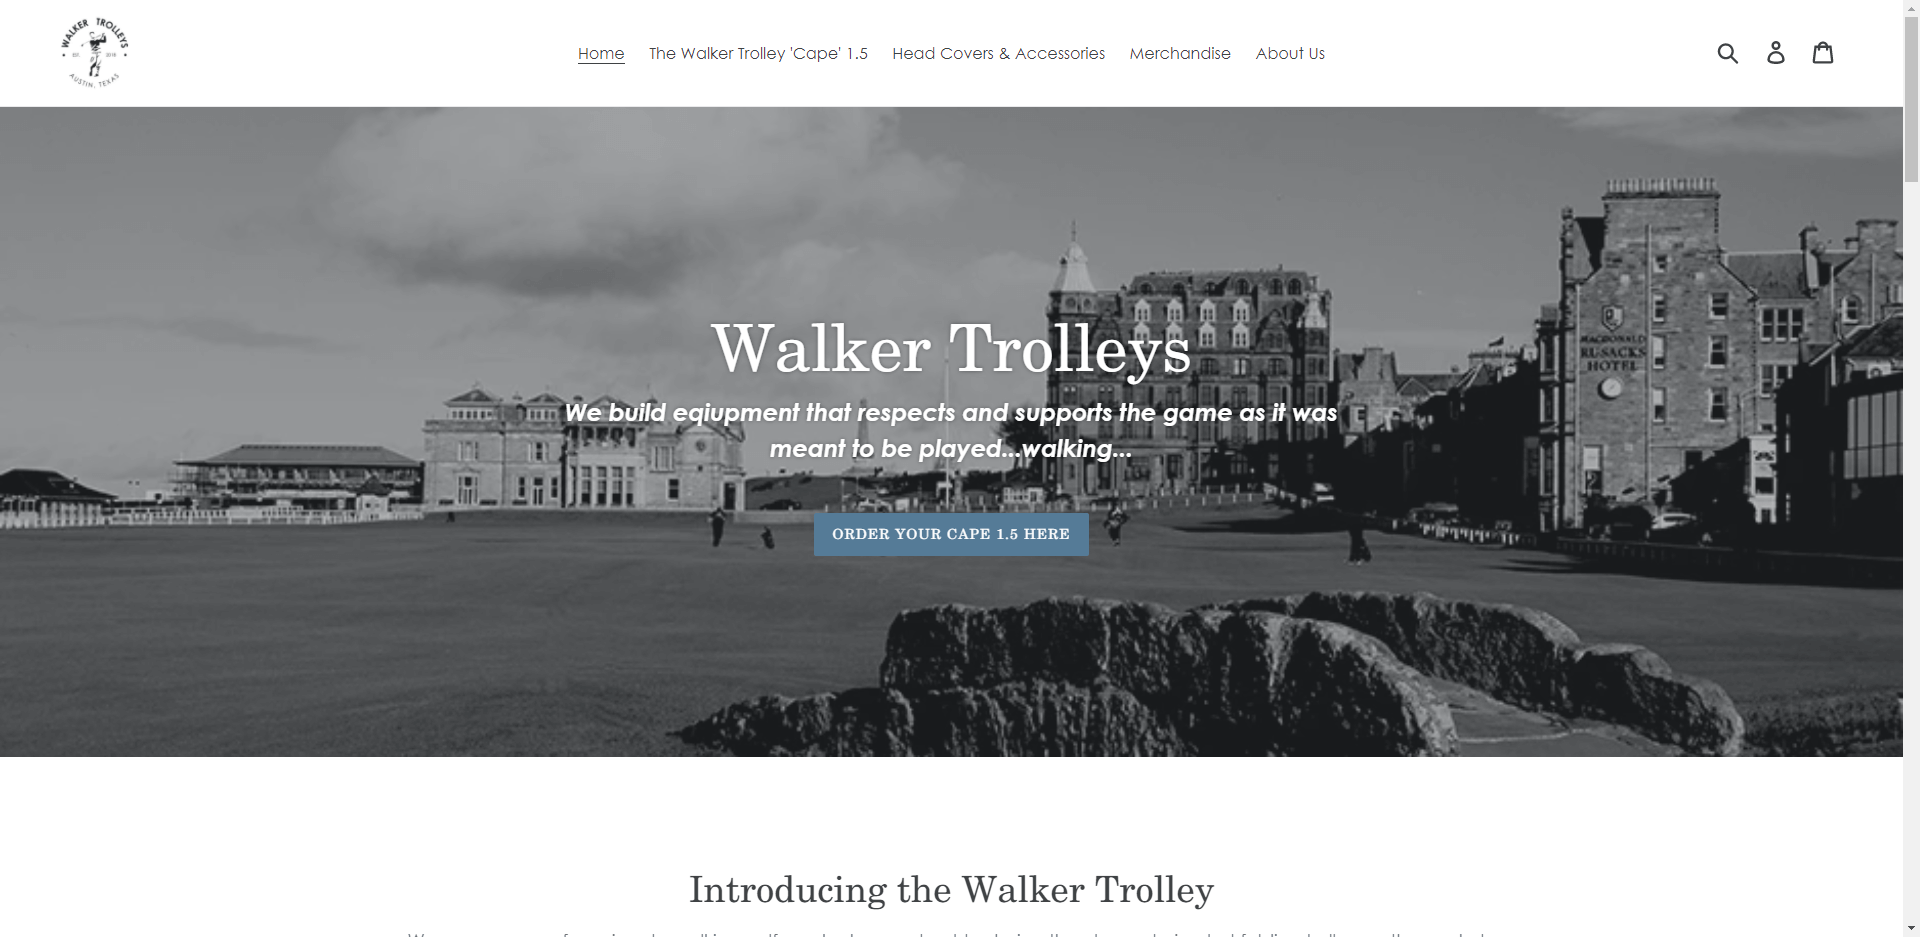 WALKER TROLLEYS
EST. 2018
AUSTIN, TEXAS
Home
The Walker Trolley 'Cape' 1.5
Head Covers & Accessories
Merchandise
About Us
MACDONALD
RUSACKS
HOTEL
Walker Trolleys
We build eqiupment that respects and supports the game as it was
meant to be played...walking...
ORDER YOUR CAPE 1.5 HERE
Introducing the Walker Trolley